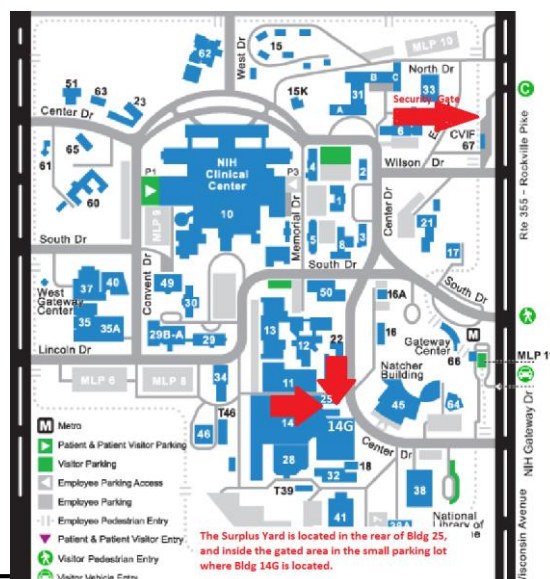 MLP 10
15
62
West Dr
North Dr
51
63
23
15K
31
B
C
A
33
Security Gate
6
CVIF
67
Center Dr
65
61
60
P1
NIH
Clinical
Center
10
P3
4
2
Wilson Dr
1
5
8
3
Memorial Dr
Center Dr
21
17
MLP 9
South Dr
South Dr
South Dr
Rte 355 – Rockville Pike
C
37
40
West
Gateway
Center
49
30
Convent Dr
50
16A
16
35
35A
29B-A
29
13
12
22
Gateway
Center
66
M
MLP 1
Lincoln Dr
MLP 6
MLP 8
34
11
25
Natcher
Building
45
64
T46
46
14
14G
Center Dr
NIH Gateway Dr
28
18
32
T39
41
38
National
Library of
Wisconsin Avenue
M Metro
Patient & Patient Visitor Parking
Visitor Parking
Employee Parking Access
Employee Parking
Employee Pedestrian Entry
Patient & Patient Visitor Entry
Visitor Pedestrian Entry
Visitor Vehicle Entry
The Surplus Yard is located in the rear of Bldg 25,
and inside the gated area in the small parking lot
where Bldg 14G is located.